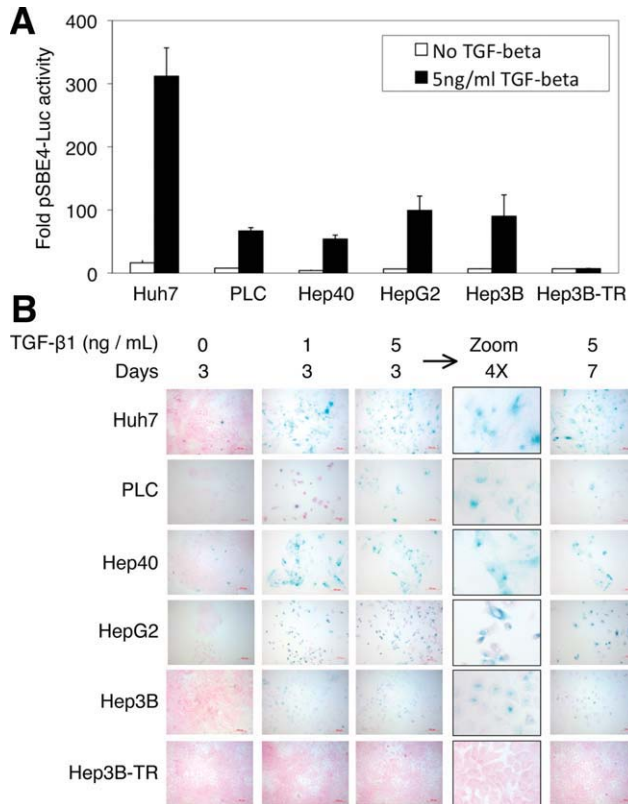 A
400
300
200
100
0
Fold pSBE4-Luc activity
No TGF-beta
5ng/ml TGF-beta
Huh7 PLC Hep40 HepG2 Hep3B Hep3B-TR
B
TGF-β1 (ng / mL) 0 1 5 → Zoom 5
Days 3 3 3 4X 7
Huh7
PLC
Hep40
HepG2
Hep3B
Hep3B-TR